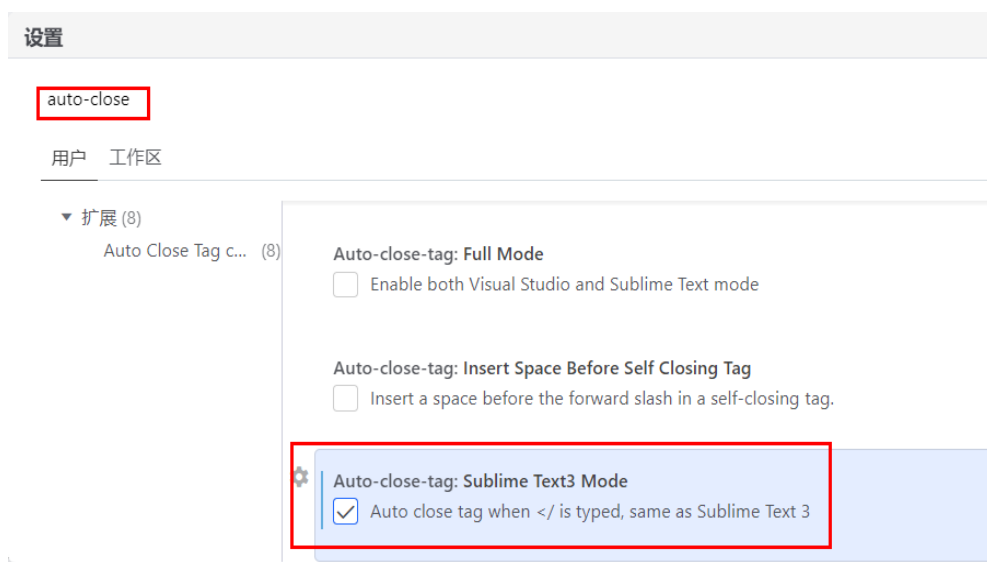 设置
auto-close
用户 工作区
扩展 (8)
Auto Close Tag c... (8)
Auto-close-tag: Full Mode
Enable both Visual Studio and Sublime Text mode
Auto-close-tag: Insert Space Before Self Closing Tag
Insert a space before the forward slash in a self-closing tag.
Auto-close-tag: Sublime Text3 Mode
Auto close tag when </ is typed, same as Sublime Text 3